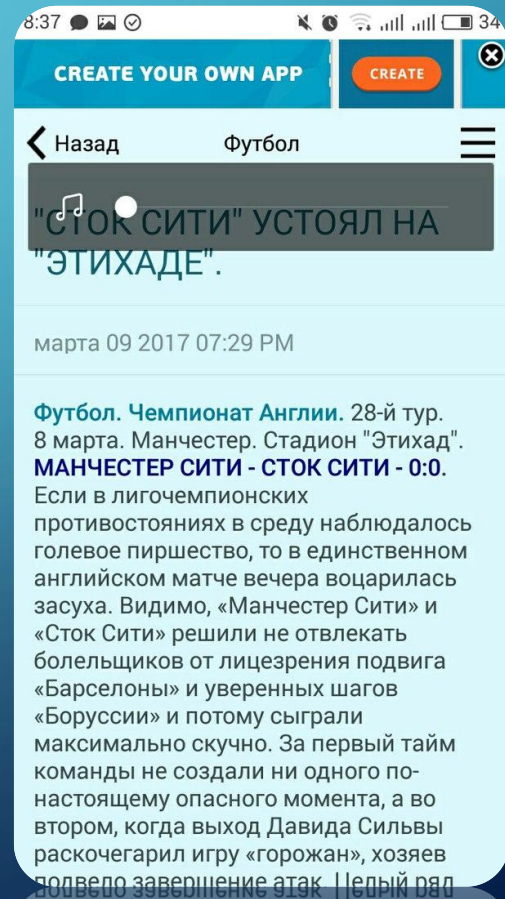 8:37
34
CREATE YOUR OWN APP
CREATE
Назад
Футбол
"СТОК СИТИ" УСТОЯЛ НА
"ЭТИХАДЕ".
марта 09 2017 07:29 PM
Футбол. Чемпионат Англии. 28-й тур.
8 марта. Манчестер. Стадион "Этихад".
МАНЧЕСТЕР СИТИ - СТОК СИТИ - 0:0.
Если в лигочемпионских
противостояниях в среду наблюдалось
голевое пиршество, то в единственном
английском матче вечера воцарилась
засуха. Видимо, «Манчестер Сити» и
«Сток Сити» решили не отвлекать
болельщиков от лицезрения подвига
«Барселоны» и уверенных шагов
«Боруссии» и потому сыграли
максимально скучно. За первый тайм
команды не создали ни одного по-
настоящему опасного момента, а во
втором, когда выход Давида Сильвы
раскочегарил игру «горожан», хозяев
подвело завершение атак. Целый ряд